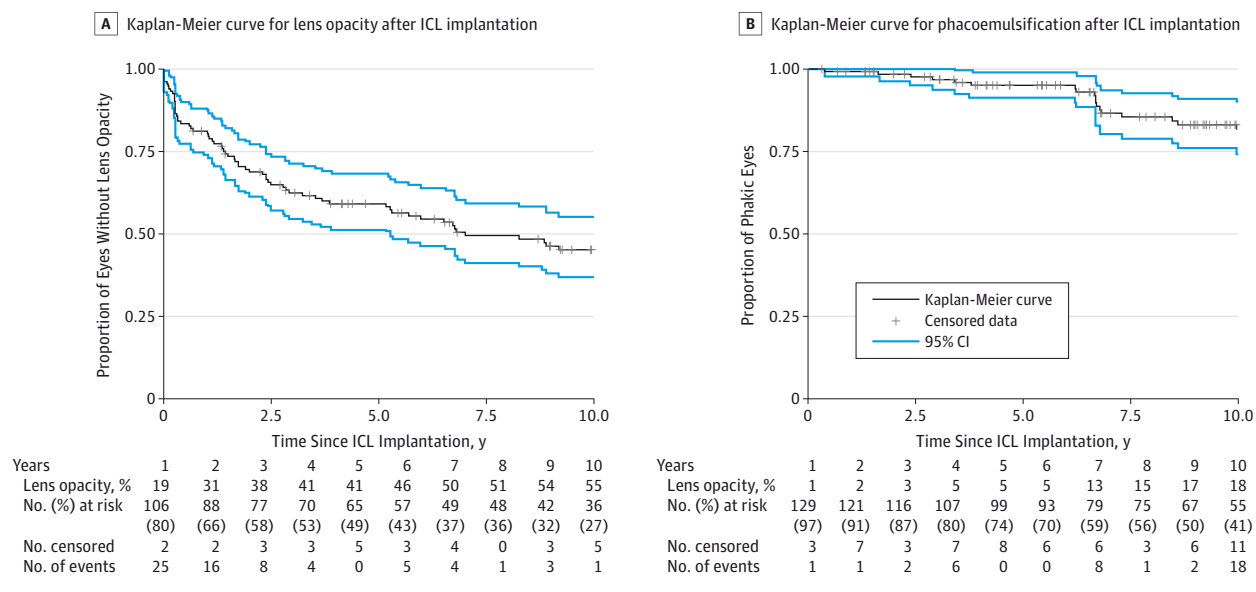 A Kaplan-Meier curve for lens opacity after ICL implantation
1.00
0.75
0.50
0.25
0
Proportion of Eyes Without Lens Opacity
0 2.5 5.0 7.5 10.0
Time Since ICL Implantation, y
Years 1 2 3 4 5 6 7 8 9 10
Lens opacity, % 19 31 38 41 41 46 50 51 54 55
No. (%) at risk 106 88 77 70 65 57 49 48 42 36
(80) (66) (58) (53) (49) (43) (37) (36) (32) (27)
No. censored 2 2 3 3 5 3 4 0 3 5
No. of events 25 16 8 4 0 5 4 1 3 1
B Kaplan-Meier curve for phacoemulsification after ICL implantation
1.00
0.75
0.50
0.25
0
Proportion of Phakic Eyes
Kaplan-Meier curve
Censored data
95% CI
0 2.5 5.0 7.5 10.0
Time Since ICL Implantation, y
Years 1 2 3 4 5 6 7 8 9 10
Lens opacity, % 1 2 3 5 5 5 13 15 17 18
No. (%) at risk 129 121 116 107 99 93 79 75 67 55
(97) (91) (87) (80) (74) (70) (59) (56) (50) (41)
No. censored 3 7 3 7 8 6 6 3 6 11
No. of events 1 1 2 6 0 0 8 1 2 18